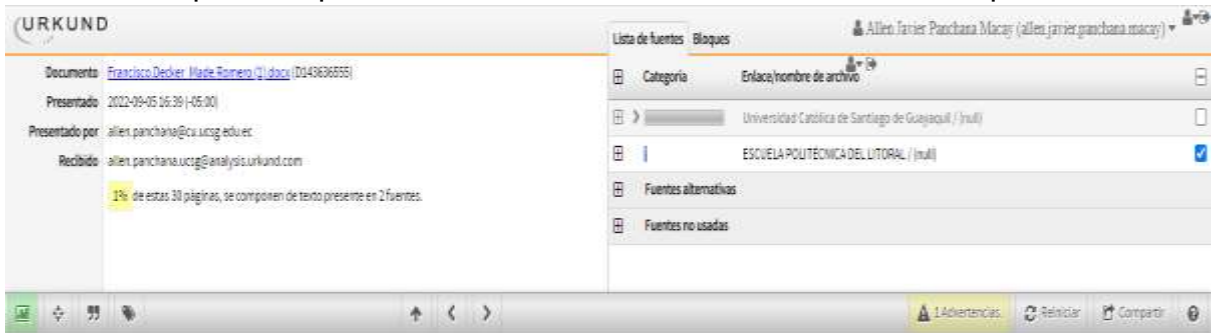 URKUND
Documento Francisco Decker Made Romero (1).docx (D143636555)
Presentado 2022-09-05 16:39 (-05:00)
Presentado por allen.panchana@cu.ucsg.edu.ec
Recibido allen.panchana.ucsg@analysis.urkund.com
1% de estas 30 páginas, se componen de texto presente en 2 fuentes.
Lista de fuentes Bloques
Allen Javier Panchana Macay (allen.javier.panchana.macay)
Categoría Enlace/nombre de archivo
Universidad Católica de Santiago de Guayaquil / (null)
ESCUELA POLITÉCNICA DEL LITORAL / (null)
Fuentes alternativas
Fuentes no usadas
1 Advertencias. Reiniciar Compartir